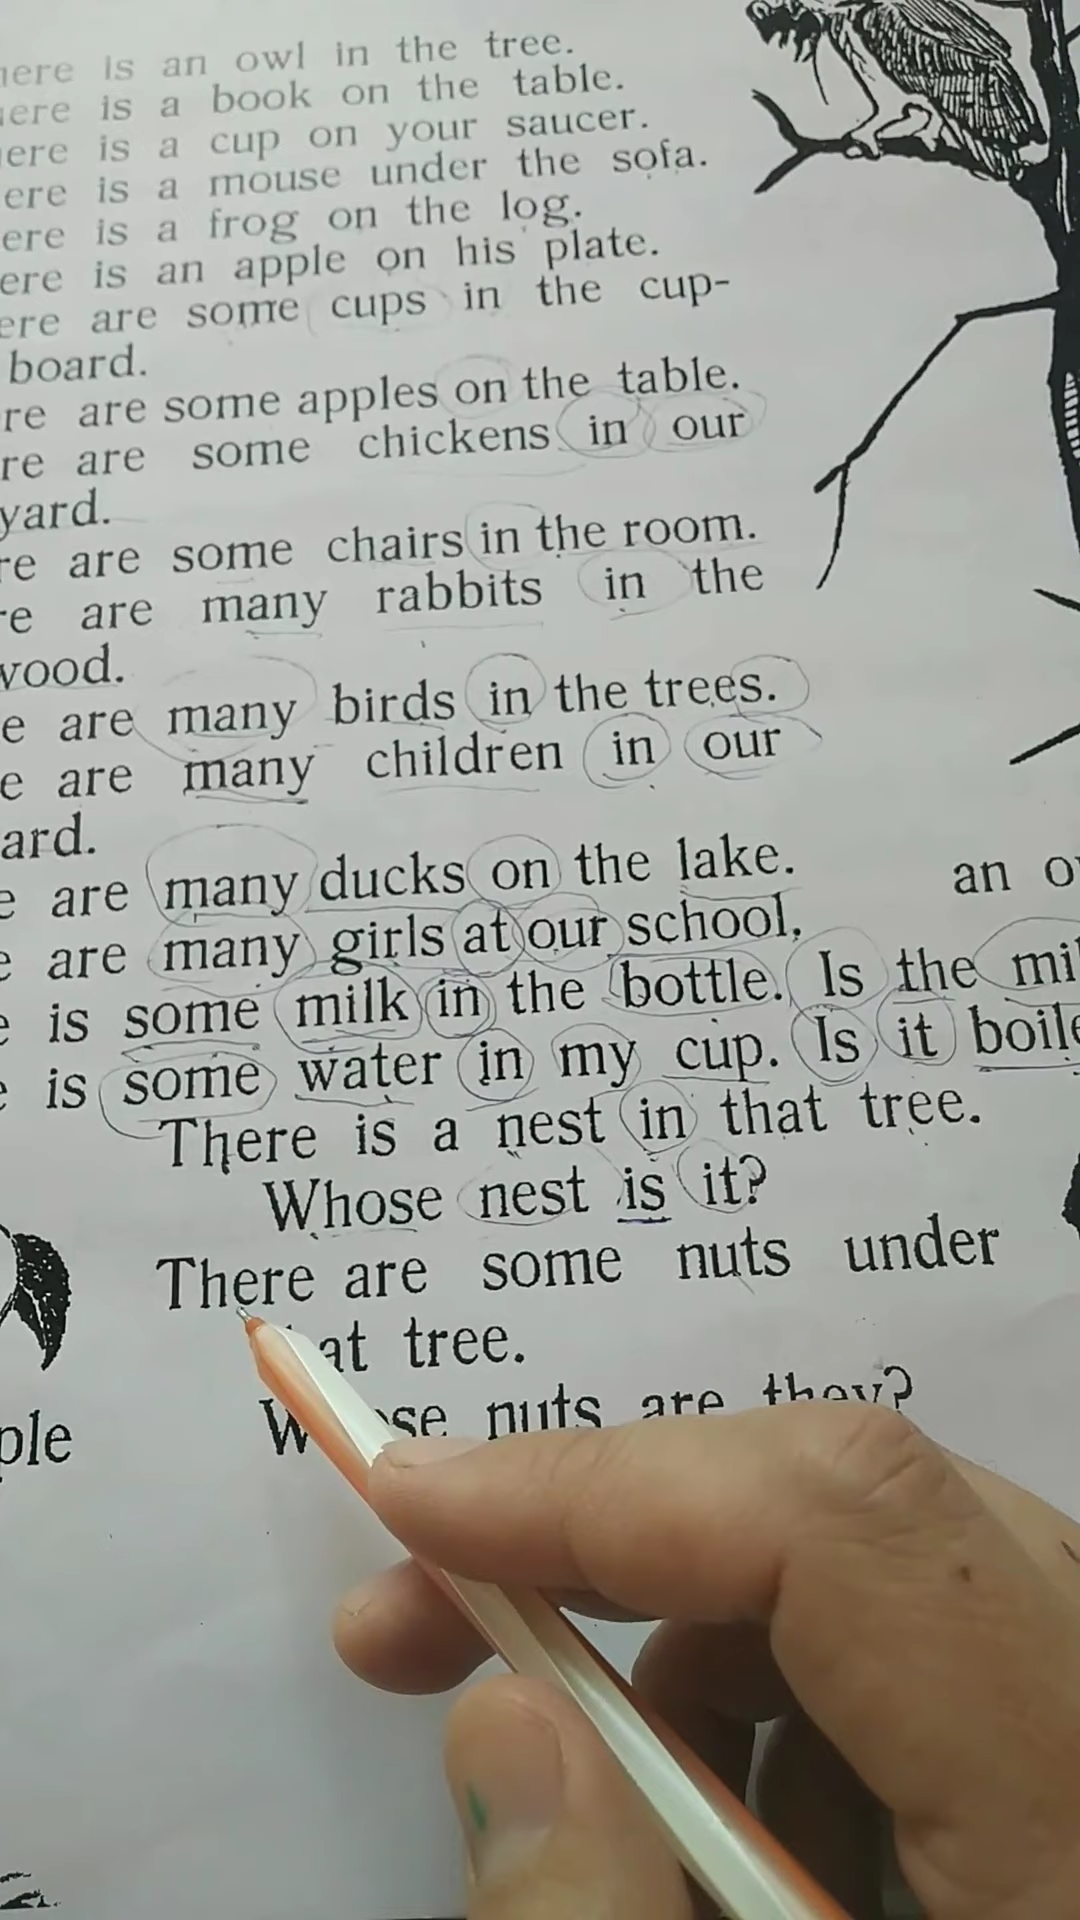 here is an owl in the tree.
here is a book on the table.
ere is a cup on your saucer.
ere is a mouse under the sofa.
ere is a frog on the log.
ere is an apple on his plate.
ere are some cups in the cup-
board.
re are some apples on the table.
re are some chickens in our
yard.
re are some chairs in the room.
re are many rabbits in the
wood.
e are many birds in the trees.
e are many children in our
ard.
e are many ducks on the lake.
an o
e are many girls at our school.
e is some milk in the bottle. Is the mil
e is some water in my cup. Is it boile
There is a nest in that tree.
Whose nest is it?
There are some nuts under
at tree.
ple
nuts are they?